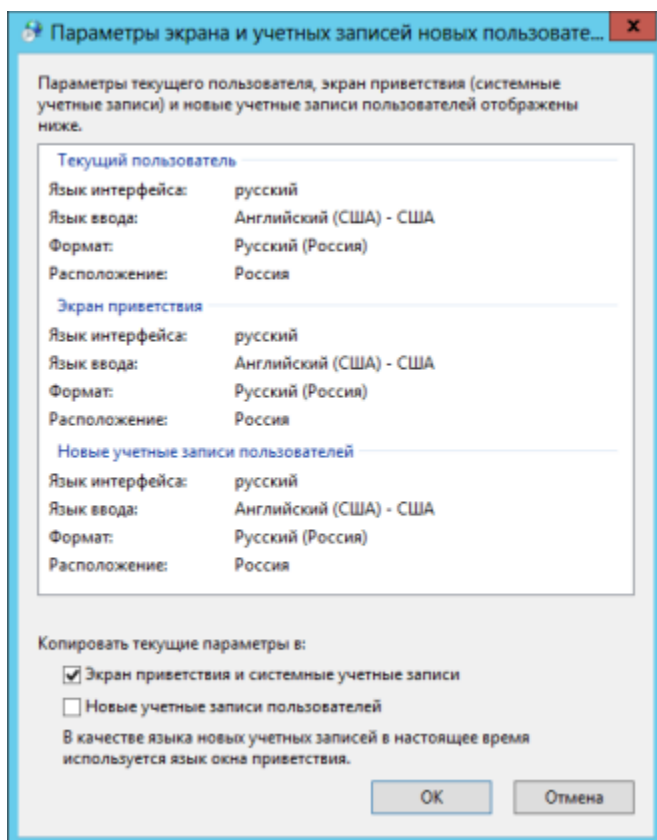 Параметры экрана и учетных записей новых пользовате...
Параметры текущего пользователя, экран приветствия (системные
учетные записи) и новые учетные записи пользователей отображены
ниже.
Текущий пользователь
Язык интерфейса: русский
Язык ввода: Английский (США) - США
Формат: Русский (Россия)
Расположение: Россия
Экран приветствия
Язык интерфейса: русский
Язык ввода: Английский (США) - США
Формат: Русский (Россия)
Расположение: Россия
Новые учетные записи пользователей
Язык интерфейса: русский
Язык ввода: Английский (США) - США
Формат: Русский (Россия)
Расположение: Россия
Копировать текущие параметры в:
Экран приветствия и системные учетные записи
Новые учетные записи пользователей
В качестве языка новых учетных записей в настоящее время
используется язык окна приветствия.
ОК Отмена